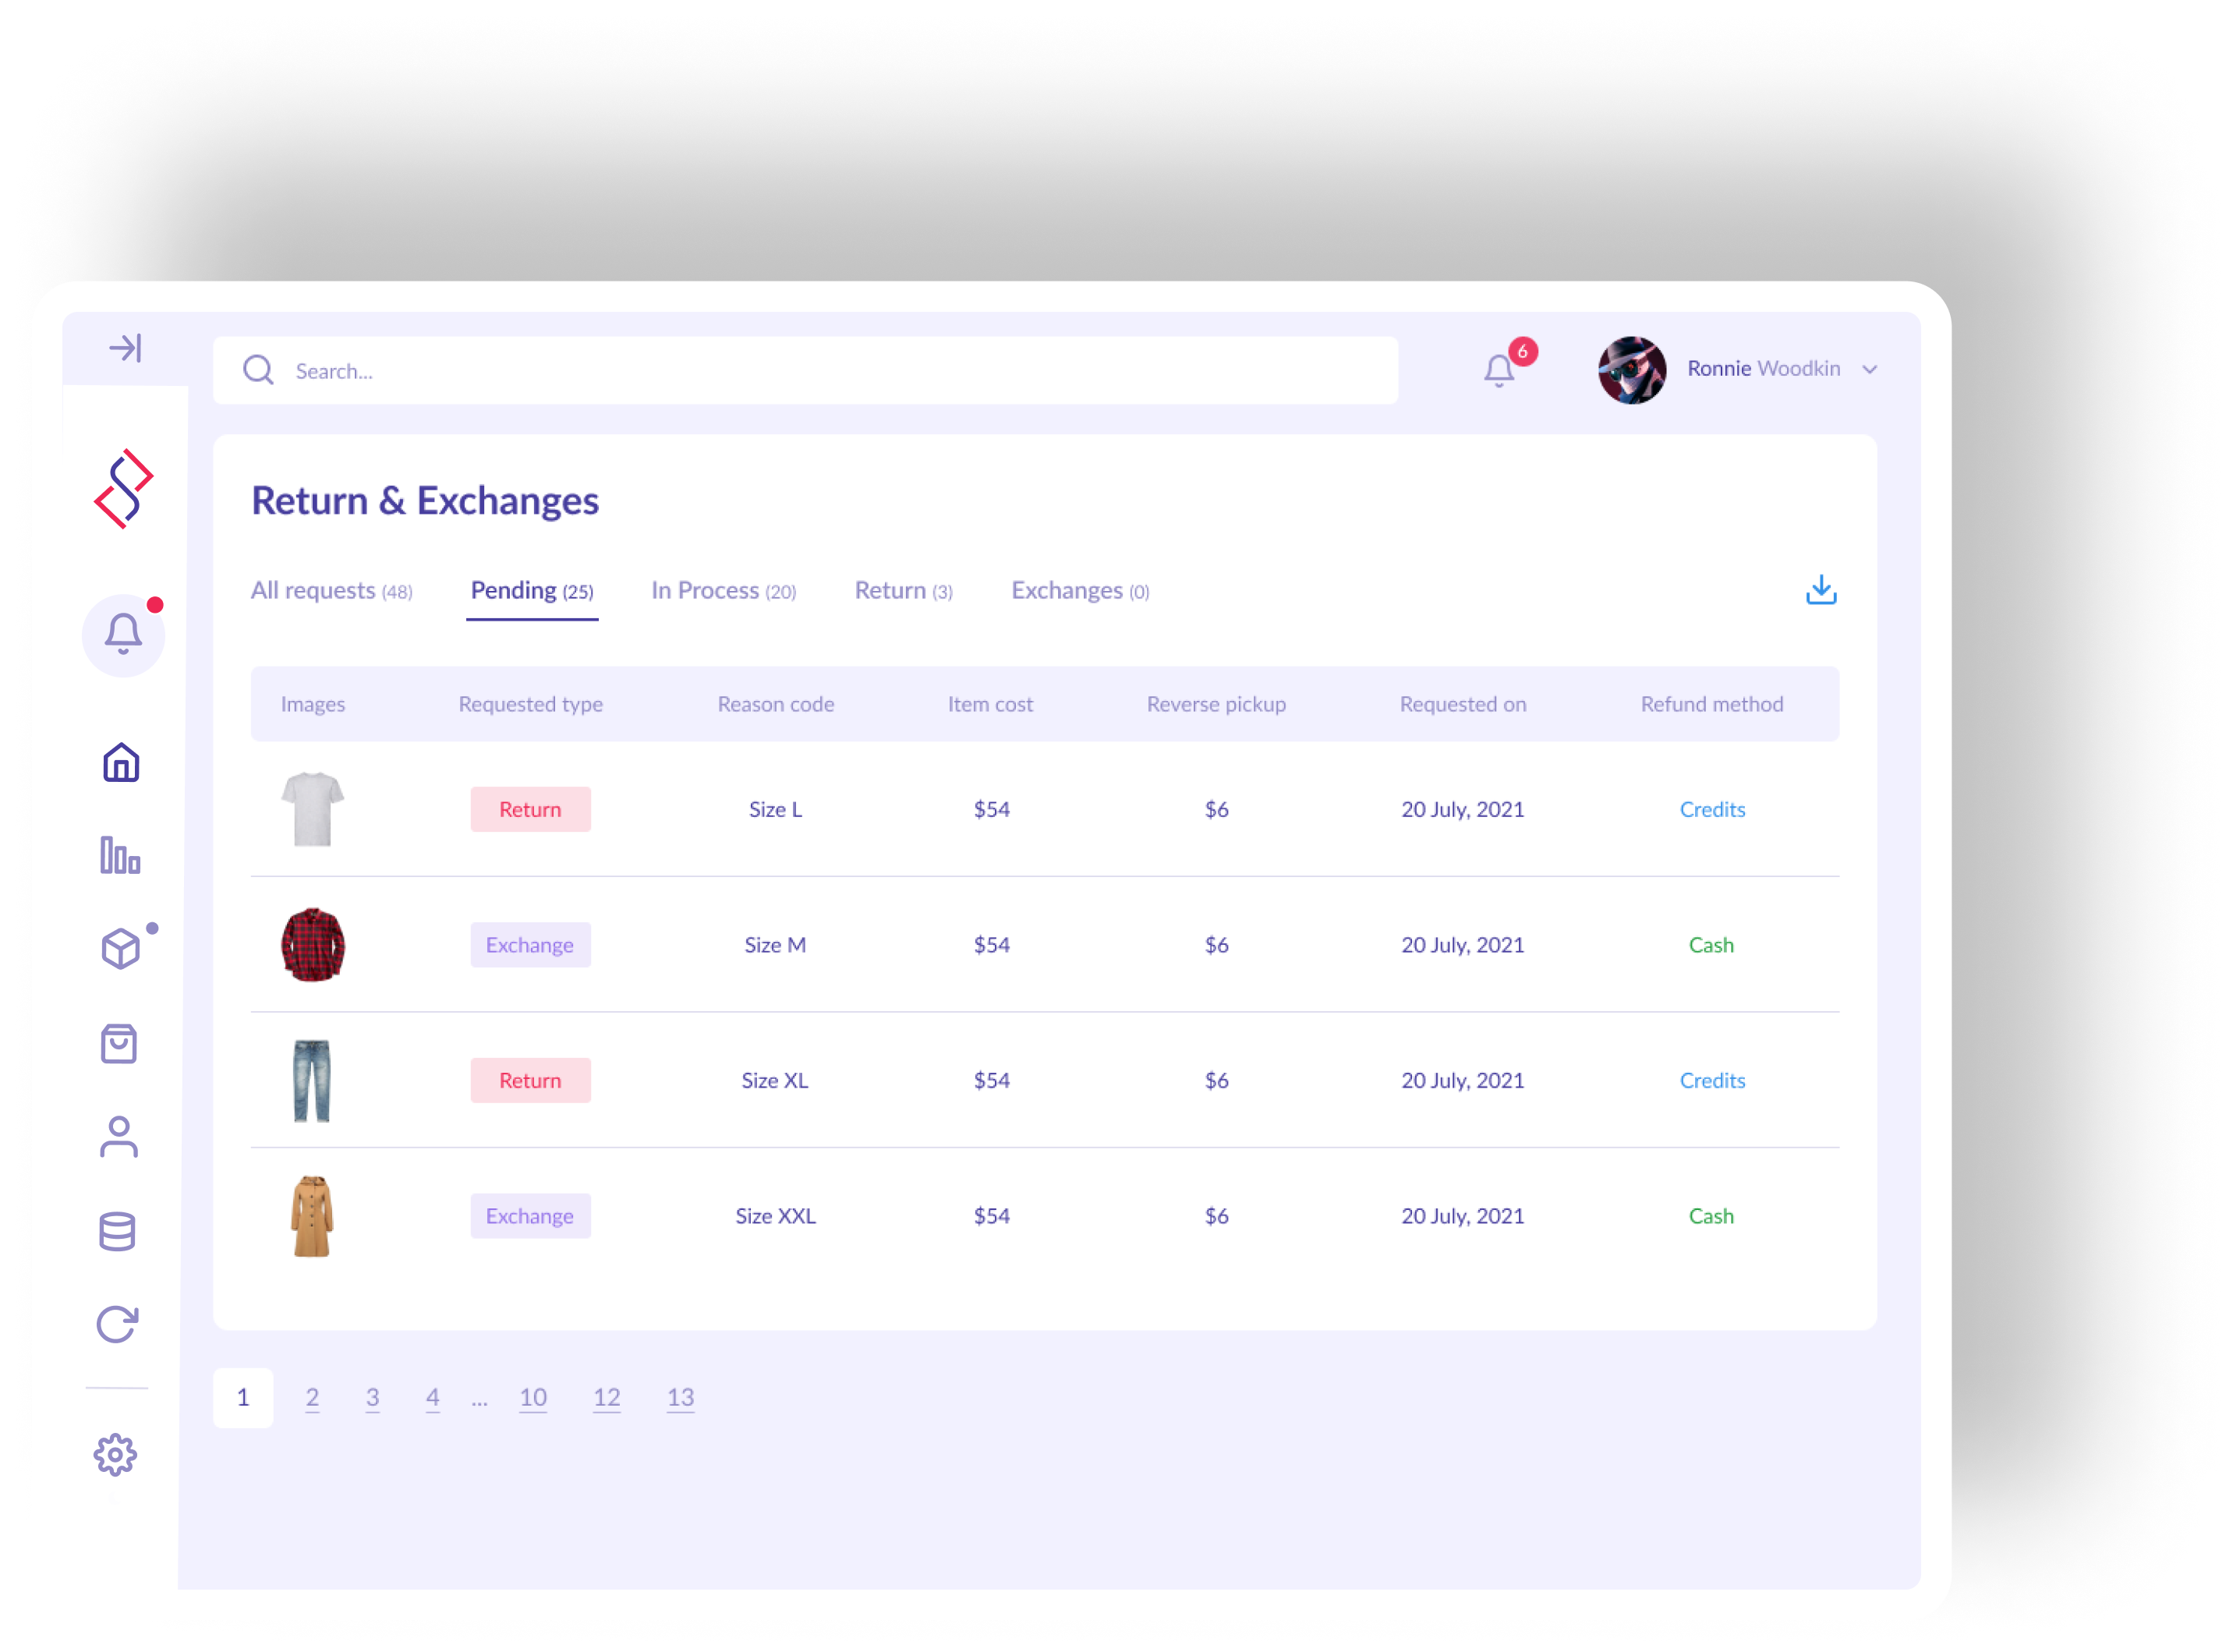 Search...
6
Ronnie Woodkin
Return & Exchanges
All requests (48) Pending (25) In Process (20) Return (3) Exchanges (0)
Images Requested type Reason code Item cost Reverse pickup Requested on Refund method
Return Size L $54 $6 20 July, 2021 Credits
Exchange Size M $54 $6 20 July, 2021 Cash
Return Size XL $54 $6 20 July, 2021 Credits
Exchange Size XXL $54 $6 20 July, 2021 Cash
1 2 3 4 ... 10 12 13